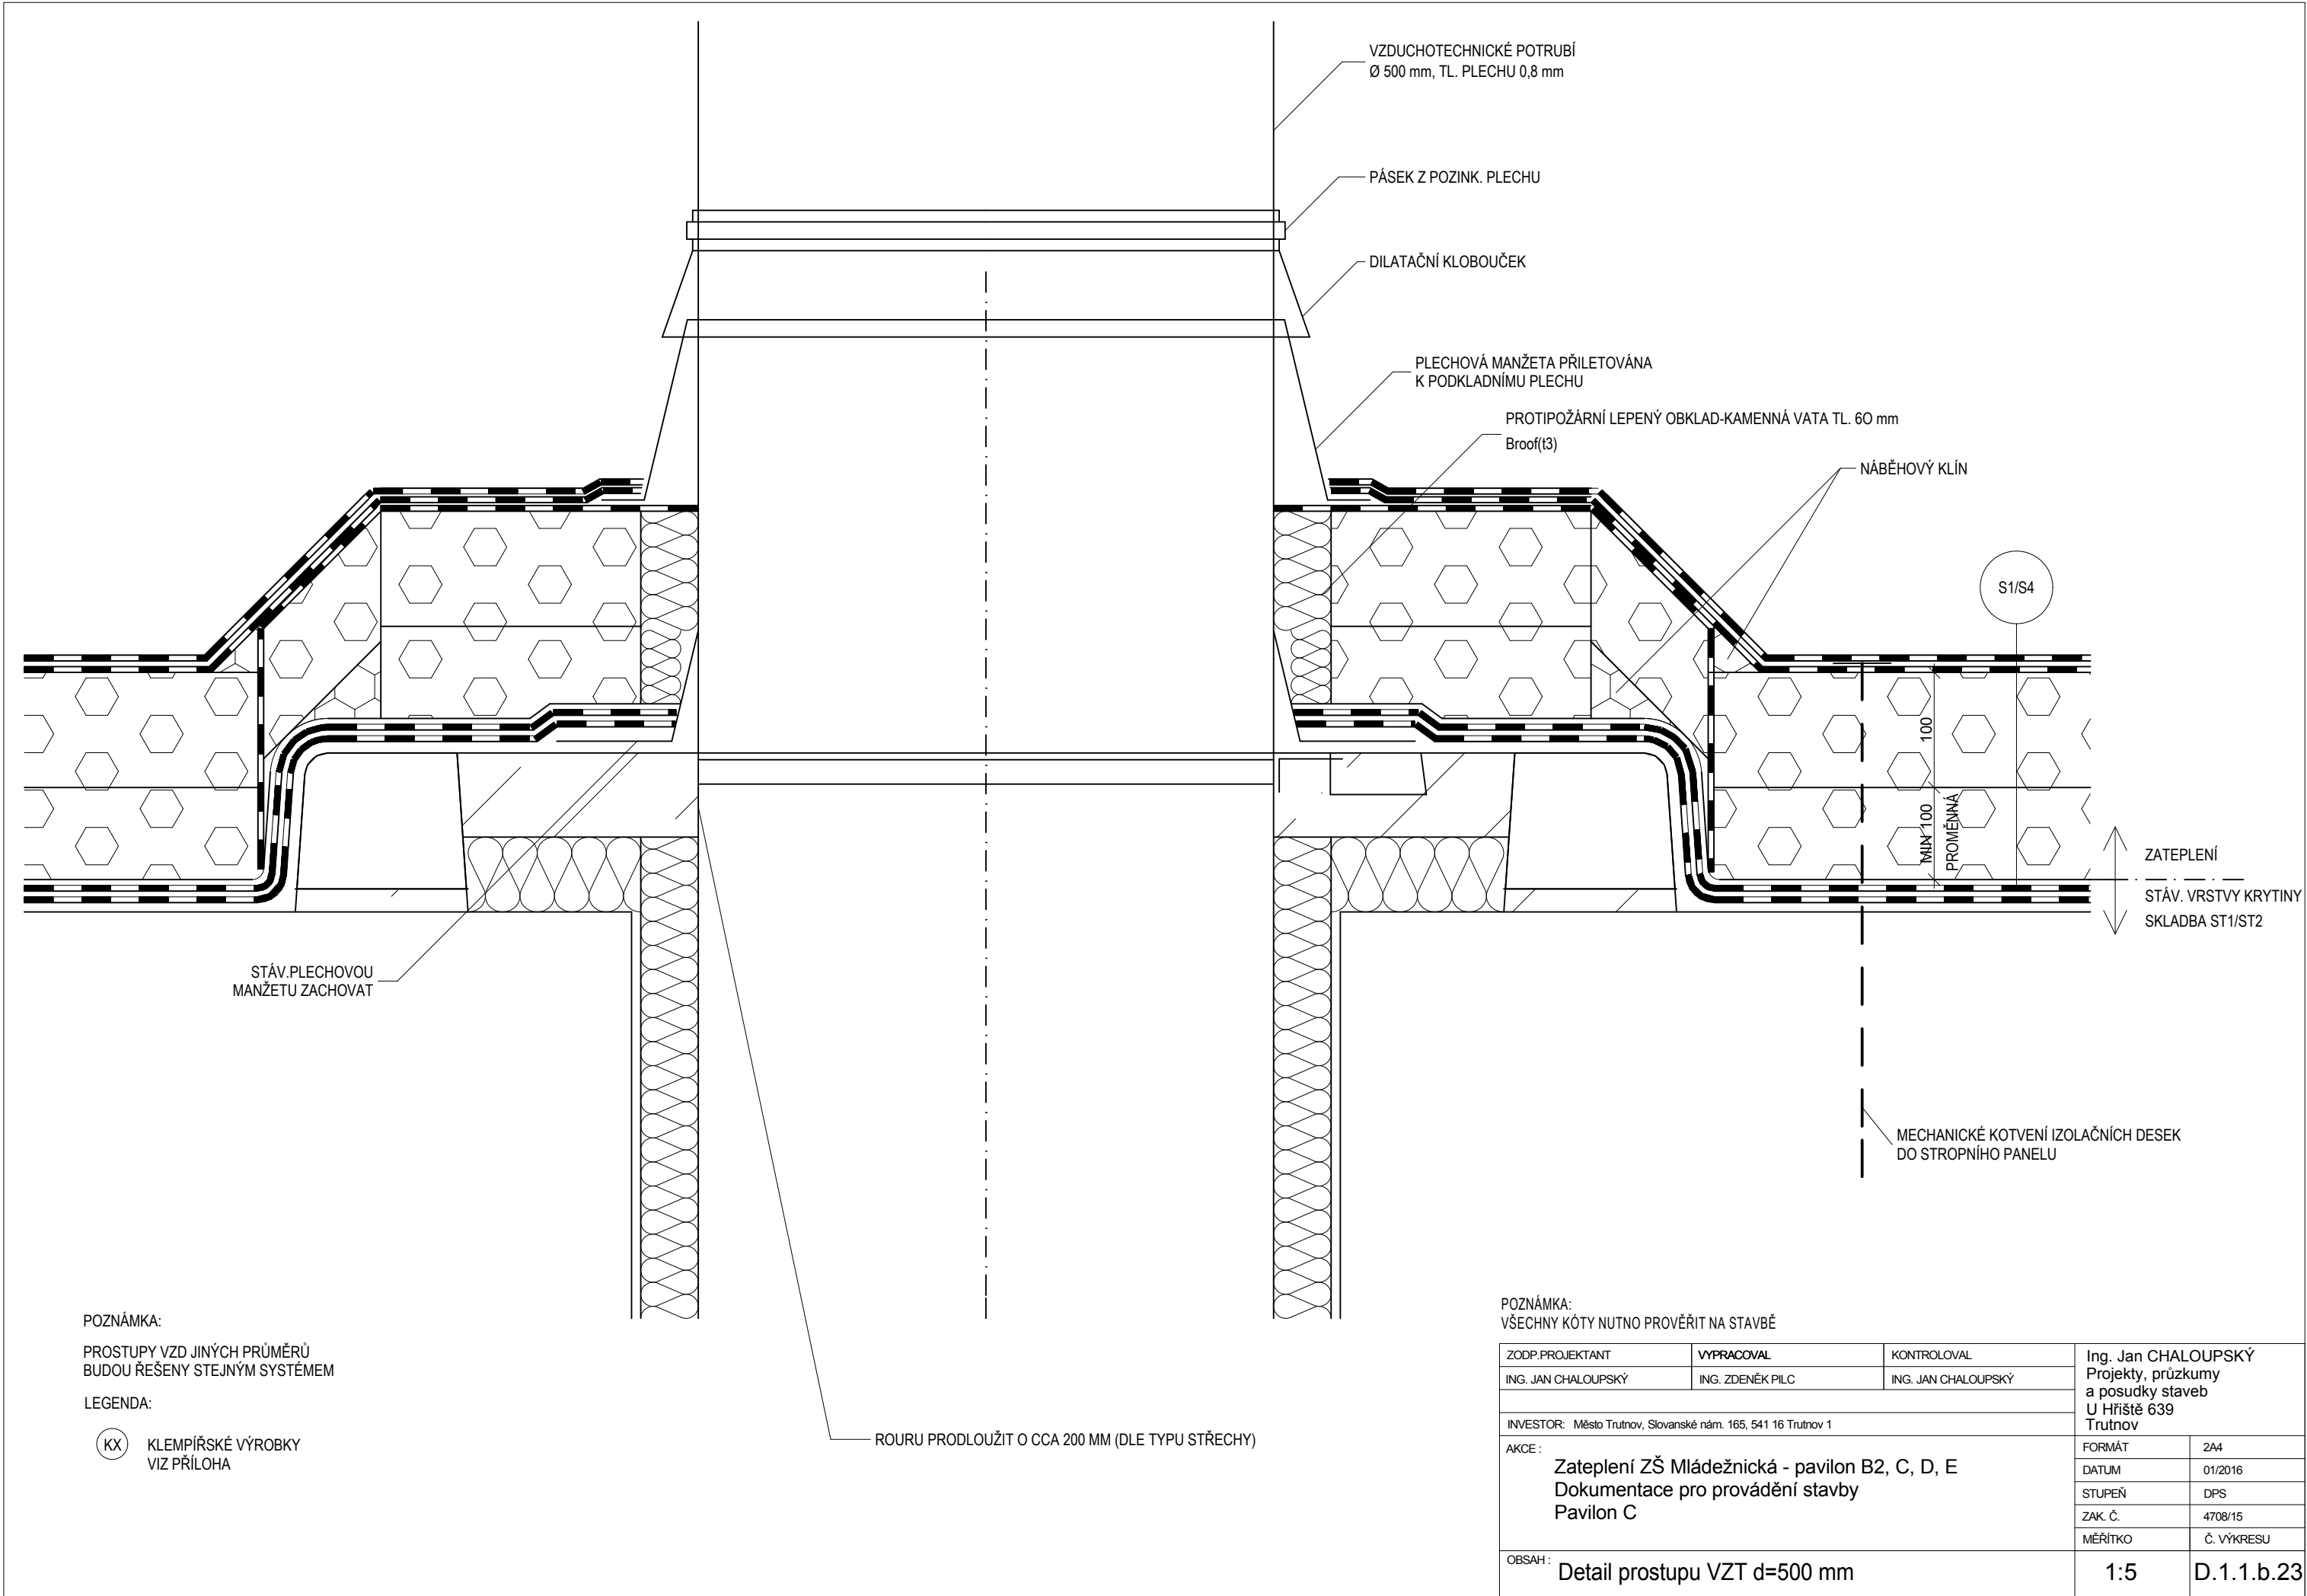 VZDUCHOTECHNICKÉ POTRUBÍ
Ø 500 mm, TL. PLECHU 0,8 mm
PÁSEK Z POZINK. PLECHU
DILATAČNÍ KLOBOUČEK
PLECHOVÁ MANŽETA PŘILETOVÁNA
K PODKLADNÍMU PLECHU
PROTIPOŽÁRNÍ LEPENÝ OBKLAD-KAMENNÁ VATA TL. 6O mm
Broof(t3)
NÁBĚHOVÝ KLÍN
S1/S4
100
MIN 100
PROMĚNNÁ
ZATEPLENÍ
STÁV. VRSTVY KRYTINY
SKLADBA ST1/ST2
STÁV.PLECHOVOU
MANŽETU ZACHOVAT
MECHANICKÉ KOTVENÍ IZOLAČNÍCH DESEK
DO STROPNÍHO PANELU
ROURU PRODLOUŽIT O CCA 200 MM (DLE TYPU STŘECHY)
POZNÁMKA:
PROSTUPY VZD JINÝCH PRŮMĚRŮ
BUDOU ŘEŠENY STEJNÝM SYSTÉMEM
LEGENDA:
KX KLEMPÍŘSKÉ VÝROBKY
VIZ PŘÍLOHA
POZNÁMKA:
VŠECHNY KÓTY NUTNO PROVĚŘIT NA STAVBĚ
ZODP.PROJEKTANT VYPRACOVAL KONTROLOVAL
ING. JAN CHALOUPSKÝ ING. ZDENĚK PILC ING. JAN CHALOUPSKÝ
Ing. Jan CHALOUPSKÝ
Projekty, průzkumy
a posudky staveb
U Hřiště 639
Trutnov
INVESTOR: Město Trutnov, Slovanské nám. 165, 541 16 Trutnov 1
AKCE :
Zateplení ZŠ Mládežnická - pavilon B2, C, D, E
Dokumentace pro provádění stavby
Pavilon C
FORMÁT 2A4
DATUM 01/2016
STUPEŇ DPS
ZAK. Č. 4708/15
MĚŘÍTKO Č. VÝKRESU
OBSAH : Detail prostupu VZT d=500 mm
1:5 D.1.1.b.23